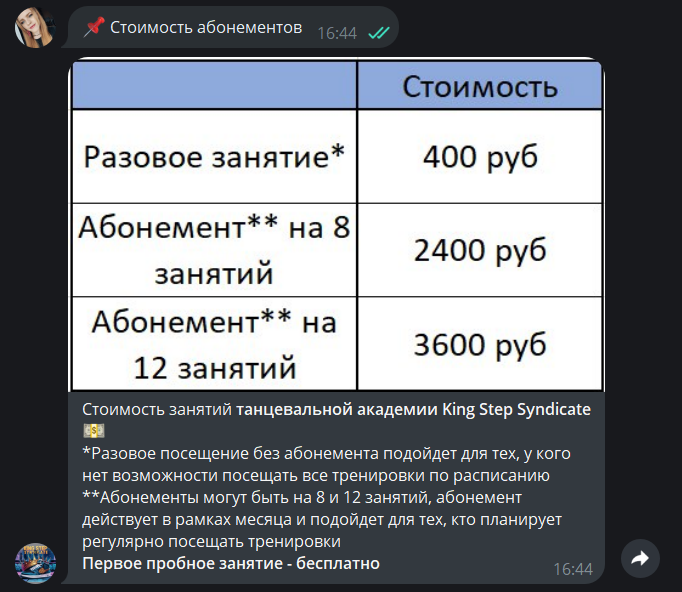 📌 Стоимость абонементов 16:44
Стоимость
Разовое занятие* 400 руб
Абонемент** на 8
занятий
2400 руб
Абонемент** на
12 занятий
3600 руб
Стоимость занятий танцевальной академии King Step Syndicate
💵
*Разовое посещение без абонемента подойдет для тех, у кого
нет возможности посещать все тренировки по расписанию
**Абонементы могут быть на 8 и 12 занятий, абонемент
действует в рамках месяца и подойдет для тех, кто планирует
регулярно посещать тренировки
Первое пробное занятие - бесплатно
16:44